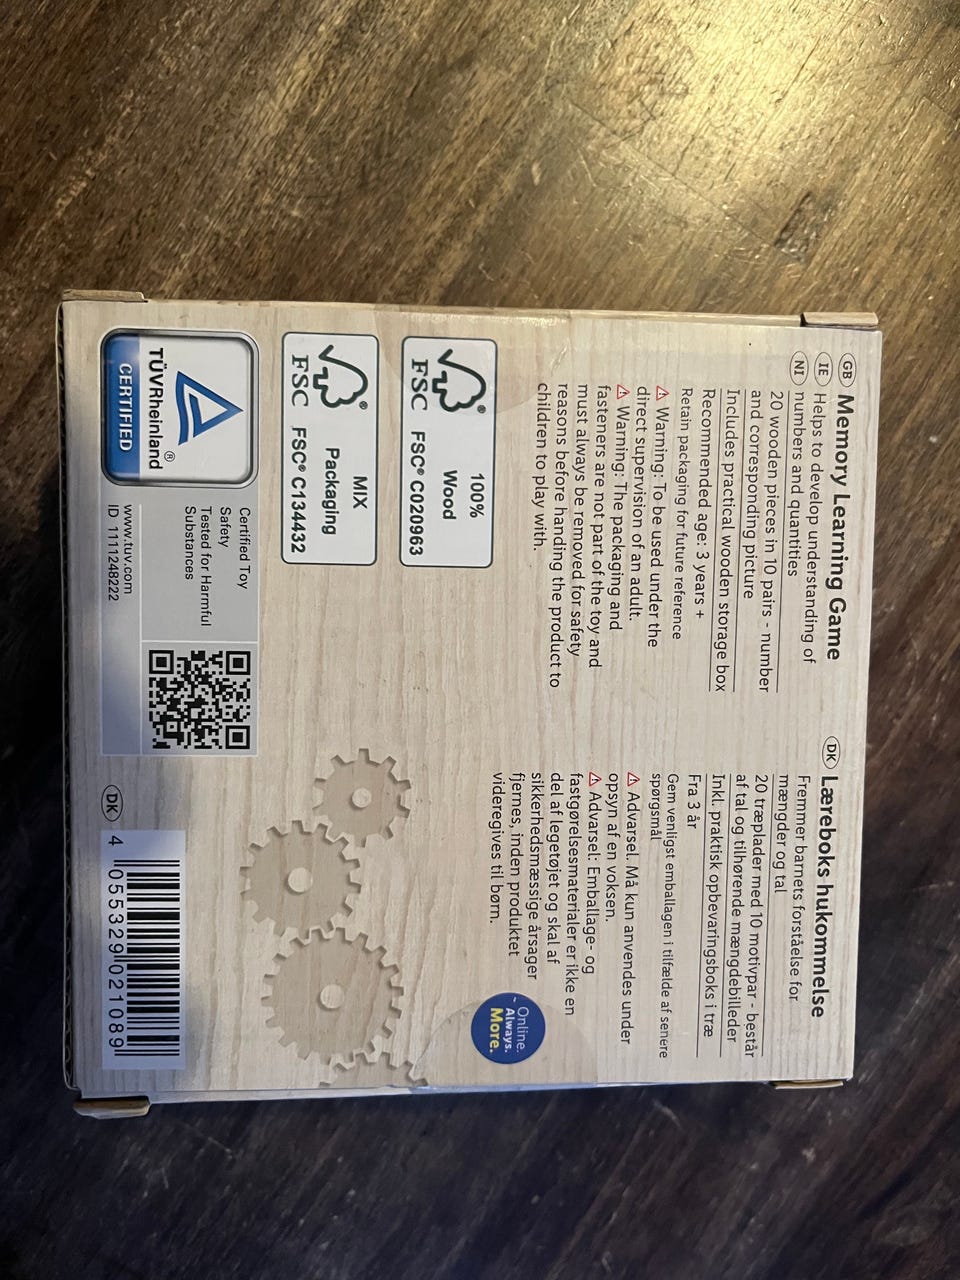 GB Memory Learning Game
IE Helps to develop understanding of
NI numbers and quantities
20 wooden pieces in 10 pairs - number
and corresponding picture
Includes practical wooden storage box
Recommended age: 3 years +
Retain packaging for future reference
⚠ Warning: To be used under the
direct supervision of an adult.
⚠ Warning: The packaging and
fasteners are not part of the toy and
must always be removed for safety
reasons before handing the product to
children to play with.
DK Læreboks hukommelse
Fremmer barnets forståelse for
mængder og tal
20 træplader med 10 motivpar - består
af tal og tilhørende mængdebilleder
Inkl. praktisk opbevaringsboks i træ
Fra 3 år
Gem venligst emballagen i tilfælde af senere
spørgsmål
⚠ Advarsel. Må kun anvendes under
opsyn af en voksen.
⚠ Advarsel: Emballage- og
fastgørelsesmaterialer er ikke en
del af legetøjet og skal af
sikkerhedsmæssige årsager
fjernes, inden produktet
videregives til børn.
Online.
Always.
More.
FSC®
100%
Wood
FSC® C020963
FSC®
MIX
Packaging
FSC® C134432
TÜVRheinland®
CERTIFIED
Certified Toy
Safety
Tested for Harmful
Substances
www.tuv.com
ID 1111248222
DK
4 055329 021089